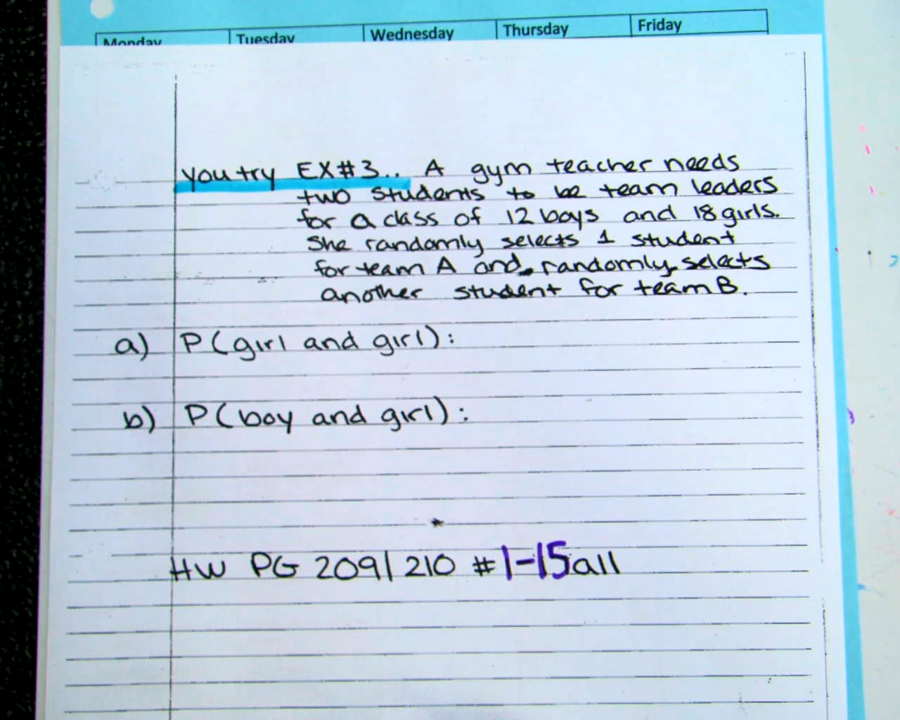 Monday Tuesday Wednesday Thursday Friday
You try EX#3.. A gym teacher needs
two students to be team leaders
for a class of 12 boys and 18 girls.
She randomly selects 1 student
for team A and randomly selects
another student for team B.
a) P(girl and girl):
b) P(boy and girl):
HW PG 209/210 #1-15all